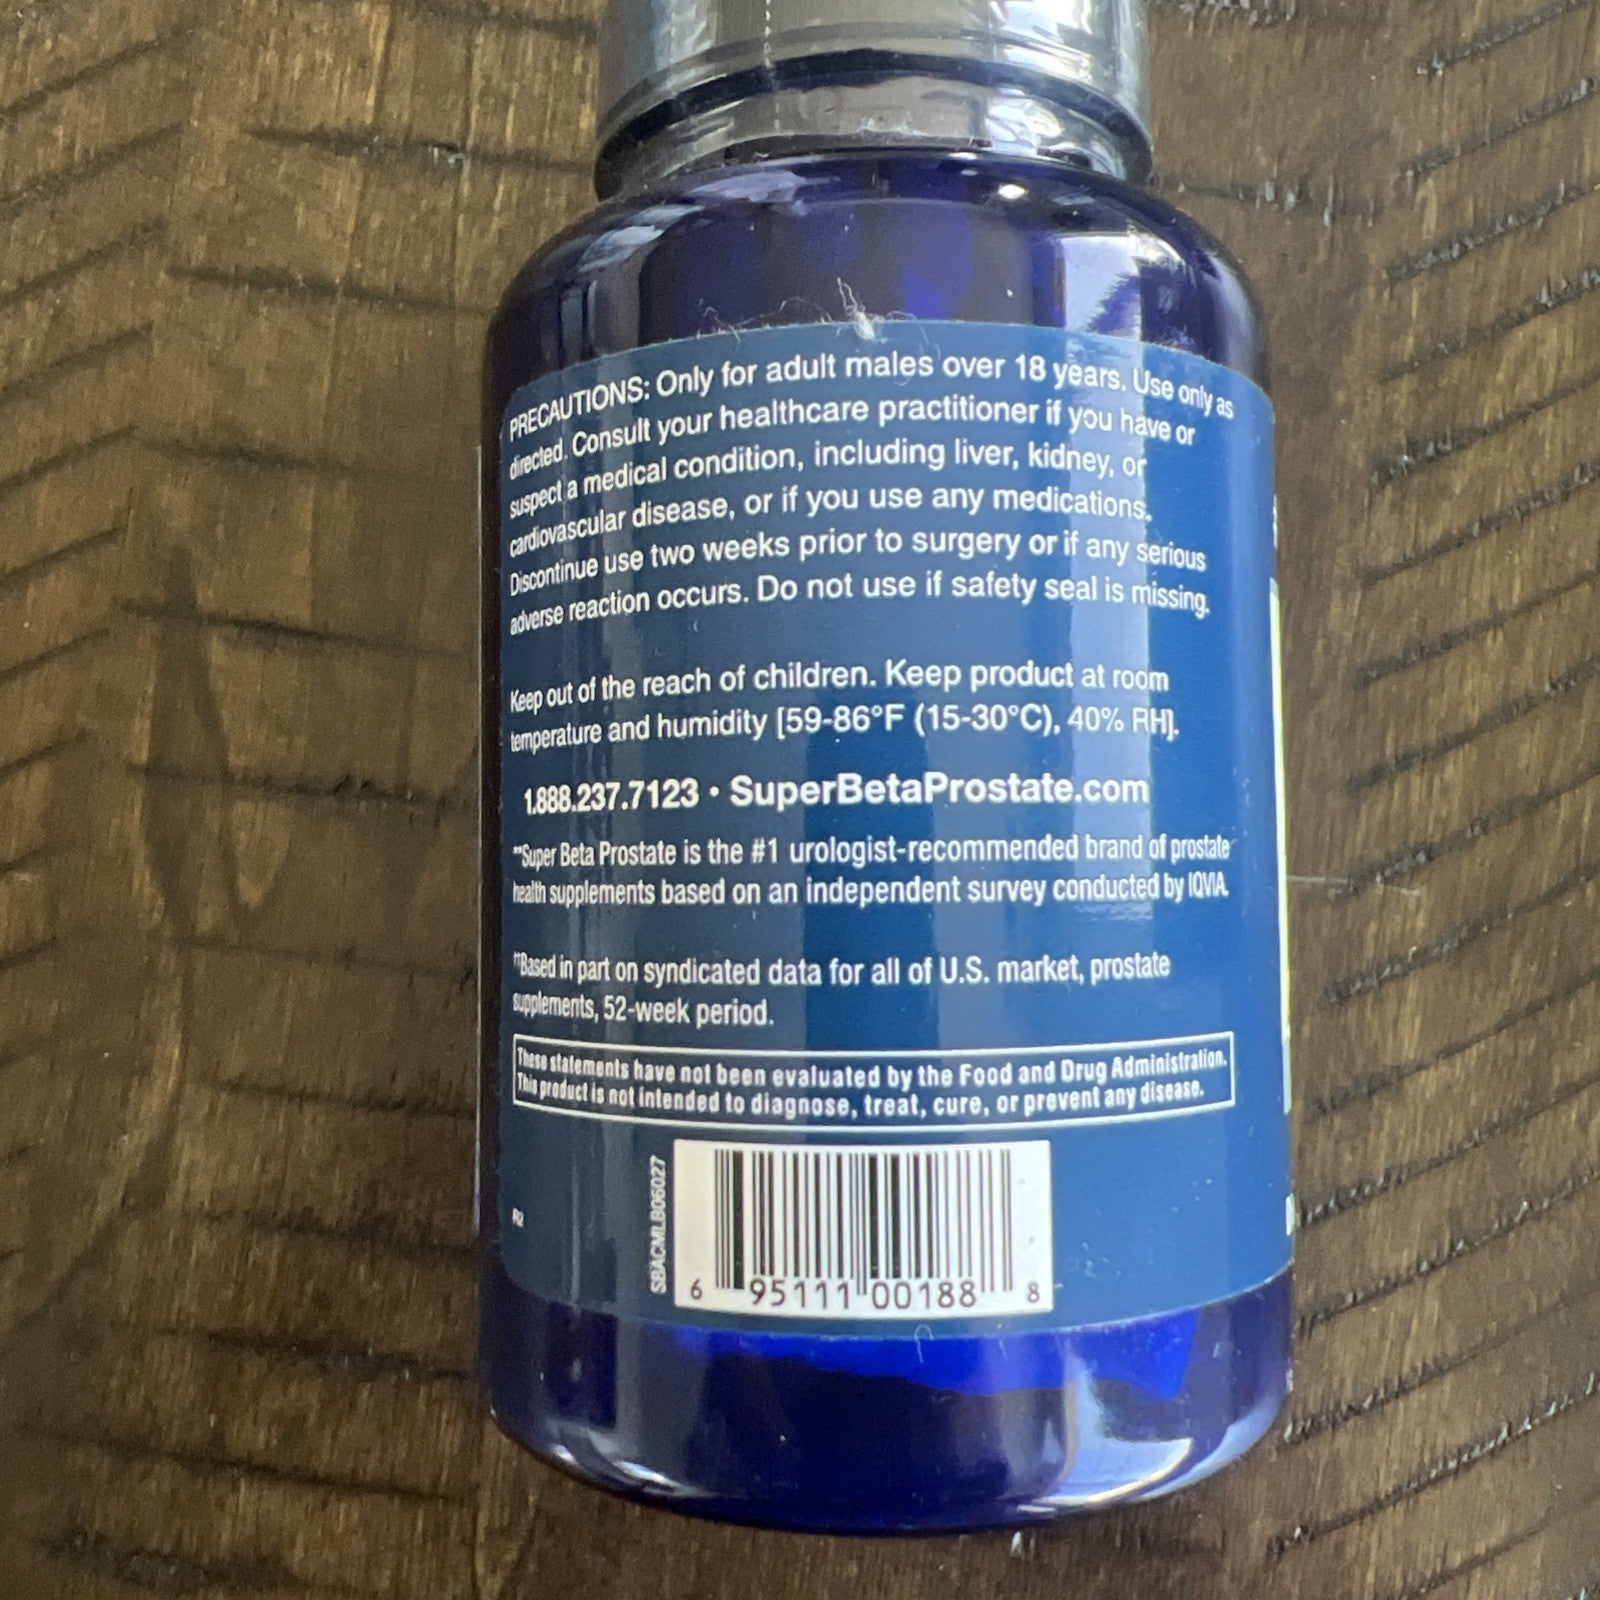 PRECAUTIONS: Only for adult males over 18 years. Use only as
directed. Consult your healthcare practitioner if you have or
suspect a medical condition, including liver, kidney, or
cardiovascular disease, or if you use any medications.
Discontinue use two weeks prior to surgery or if any serious
adverse reaction occurs. Do not use if safety seal is missing.
Keep out of the reach of children. Keep product at room
temperature and humidity [59-86°F (15-30°C), 40% RH].
1.888.237.7123 • SuperBetaProstate.com
**Super Beta Prostate is the #1 urologist-recommended brand of prostate
health supplements based on an independent survey conducted by IQVIA.
††Based in part on syndicated data for all of U.S. market, prostate
supplements, 52-week period.
These statements have not been evaluated by the Food and Drug Administration.
This product is not intended to diagnose, treat, cure, or prevent any disease.
R2
SBACMLB06027
6 95111 00188 8